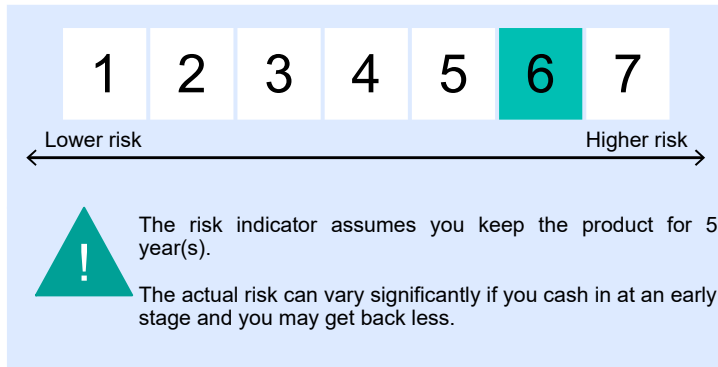 1 2 3 4 5 6 7
Lower risk Higher risk
!
The risk indicator assumes you keep the product for 5
year(s).
The actual risk can vary significantly if you cash in at an early
stage and you may get back less.